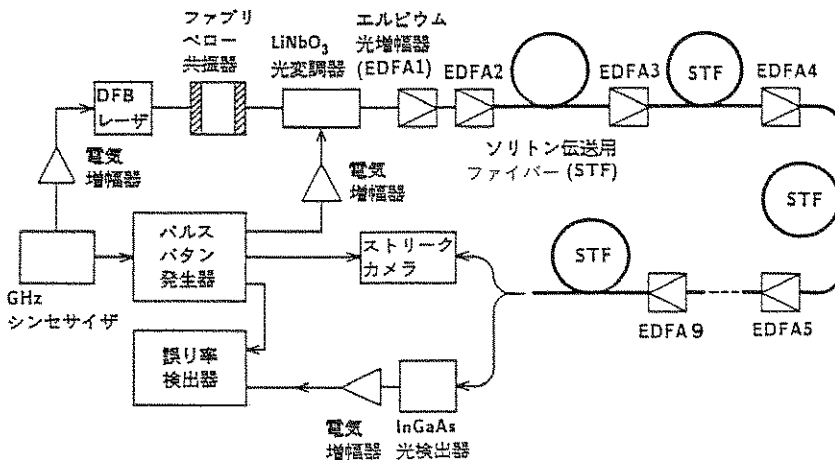 ファブリ
ペロー
共振器
LiNbO₃
光変調器
エルビウム
光増幅器
(EDFA1)
EDFA2
EDFA3
STF
EDFA4
DFB
レーザ
電気
増幅器
電気
増幅器
ソリトン伝送用
ファイバー (STF)
STF
パルス
パタン
発生器
ストリーク
カメラ
STF
GHz
シンセサイザ
EDFA9
EDFA5
誤り率
検出器
電気
増幅器
InGaAs
光検出器